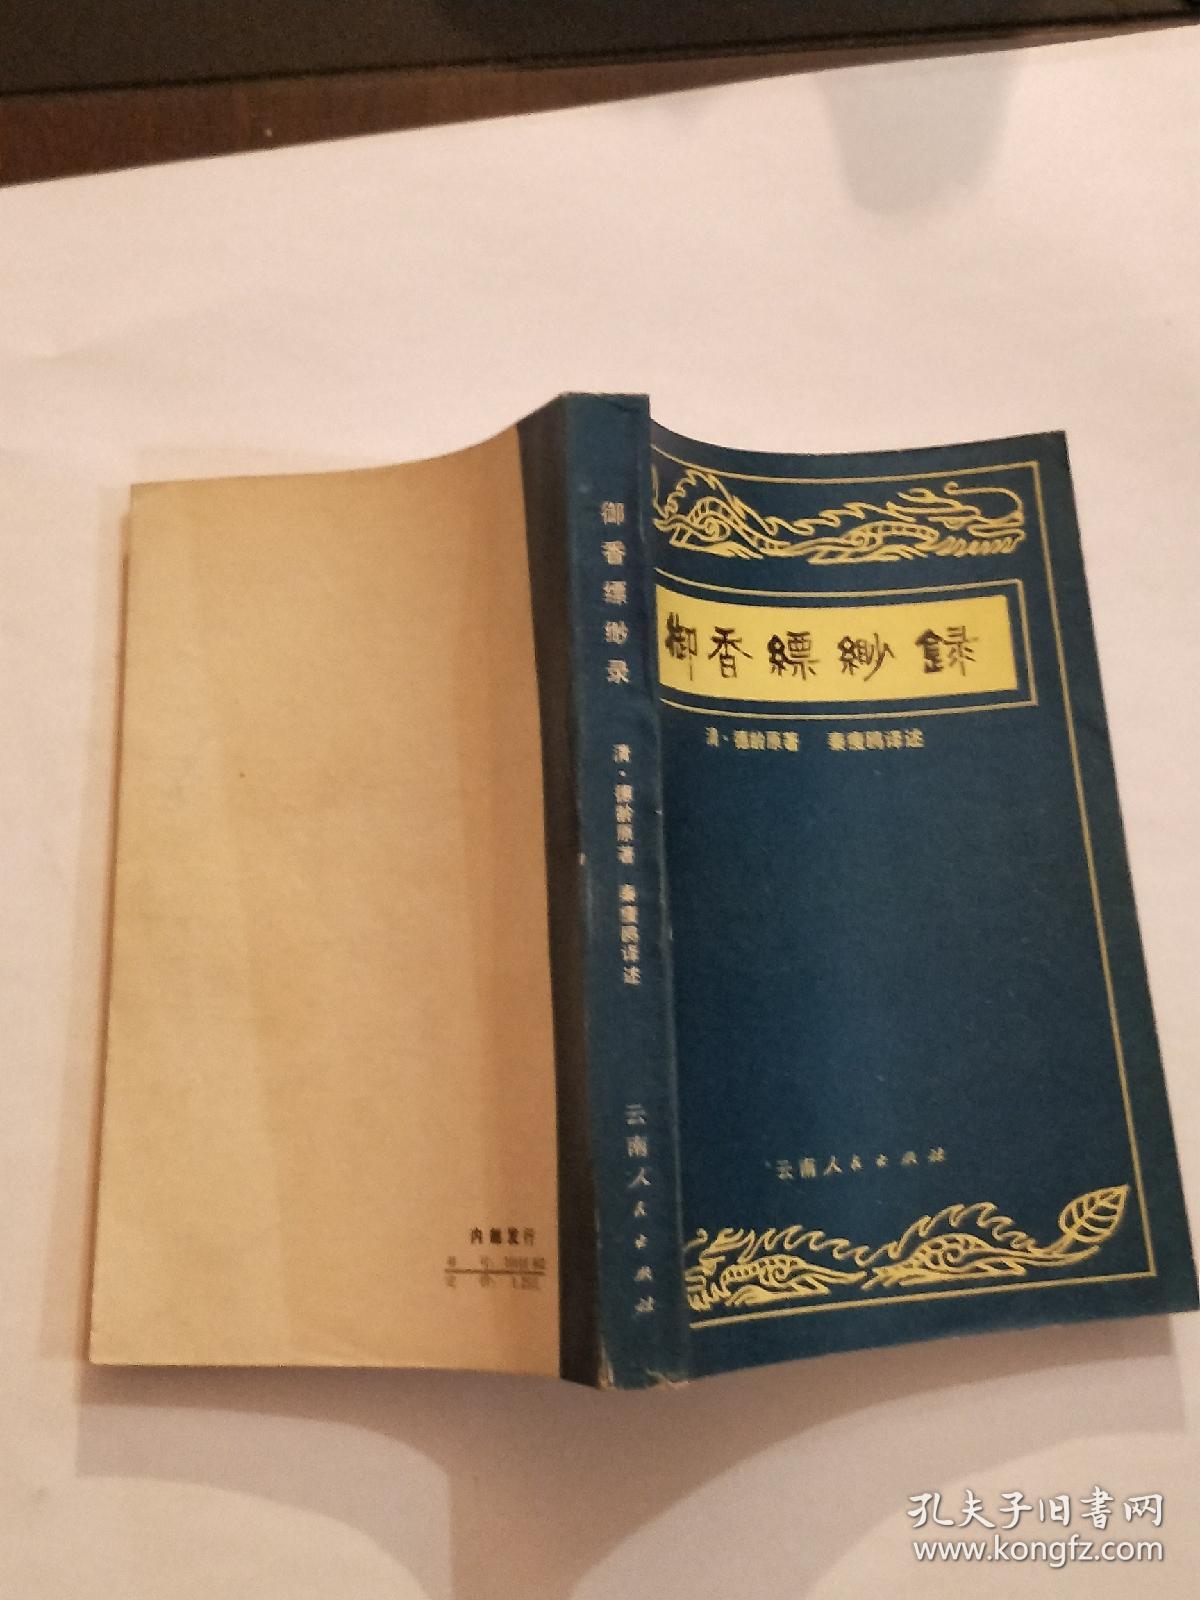 御香縹緲錄
清·德龄原著 秦瘦鸥译述
云南人民出版社
御香缥缈录
清·德龄原著 秦瘦鸥译述
云南人民出版社
内部发行
孔夫子旧书网
www.kongfz.com